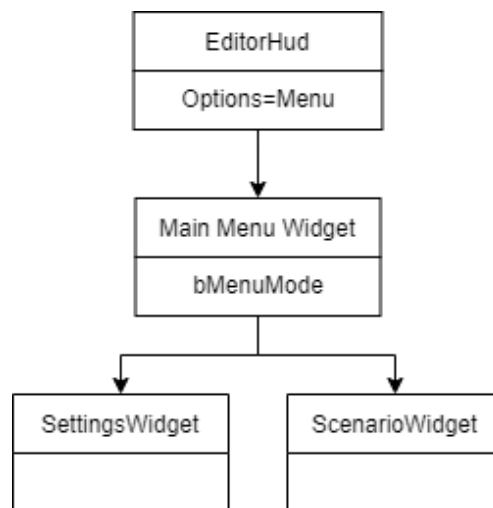 EditorHud
Options=Menu
Main Menu Widget
bMenuMode
SettingsWidget
ScenarioWidget